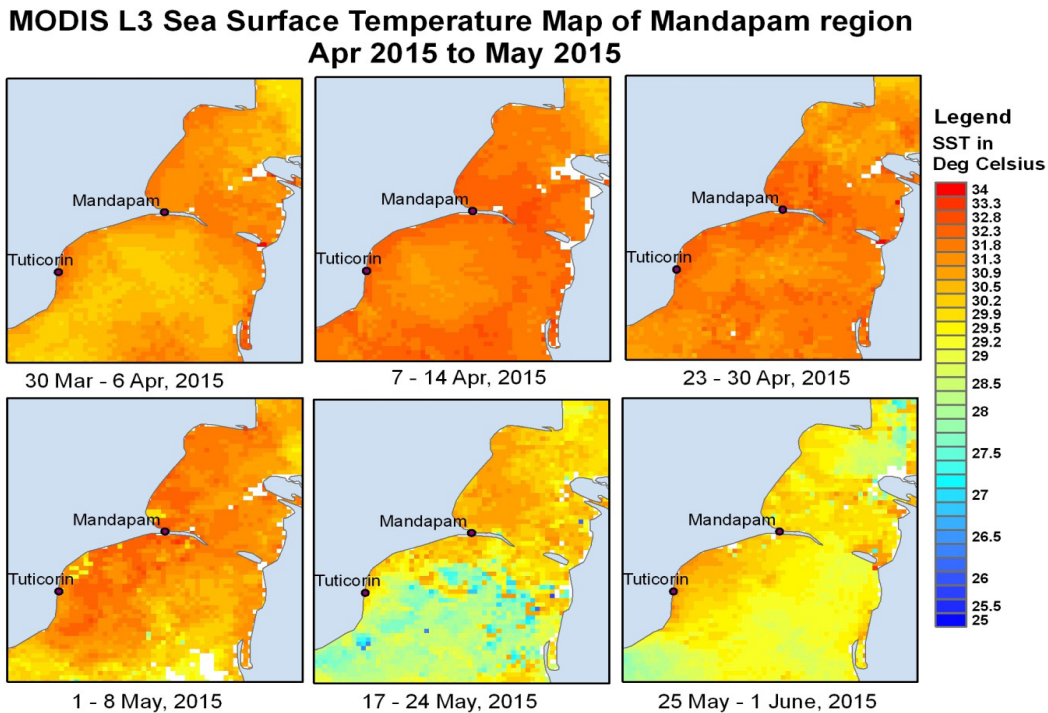 MODIS L3 Sea Surface Temperature Map of Mandapam region
Apr 2015 to May 2015
Mandapam
Tuticorin
30 Mar - 6 Apr, 2015
Mandapam
Tuticorin
7 - 14 Apr, 2015
Mandapam
Tuticorin
23 - 30 Apr, 2015
Mandapam
Tuticorin
1 - 8 May, 2015
Mandapam
Tuticorin
17 - 24 May, 2015
Mandapam
Tuticorin
25 May - 1 June, 2015
Legend
SST in
Deg Celsius
34
33.3
32.8
32.3
31.8
31.3
30.9
30.5
30.2
29.9
29.5
29.2
29
28.5
28
27.5
27
26.5
26
25.5
25